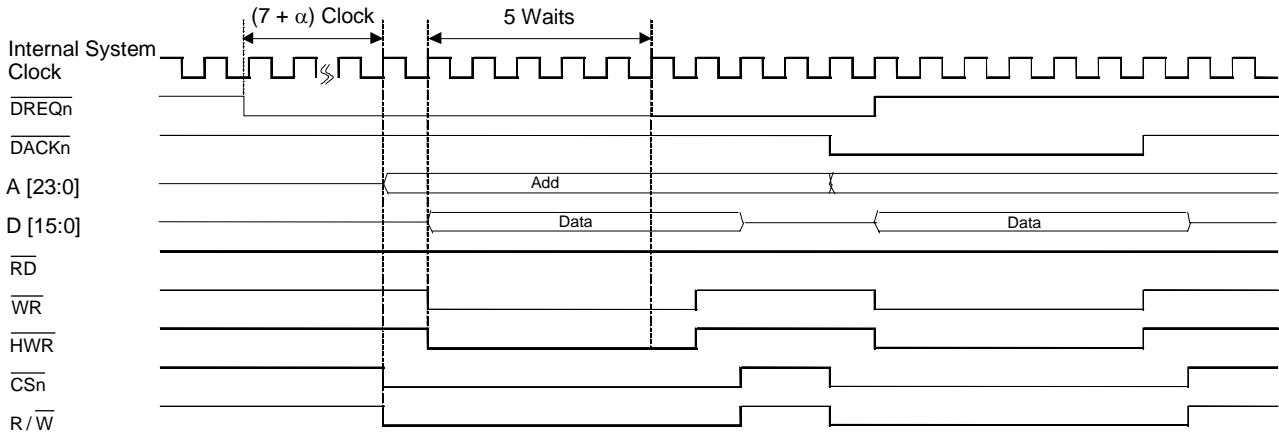 (7 + α) Clock
5 Waits
Internal System
Clock
DREQn
DACKn
A [23:0]
Add
D [15:0]
Data
Data
RD
WR
HWR
CSn
R / W